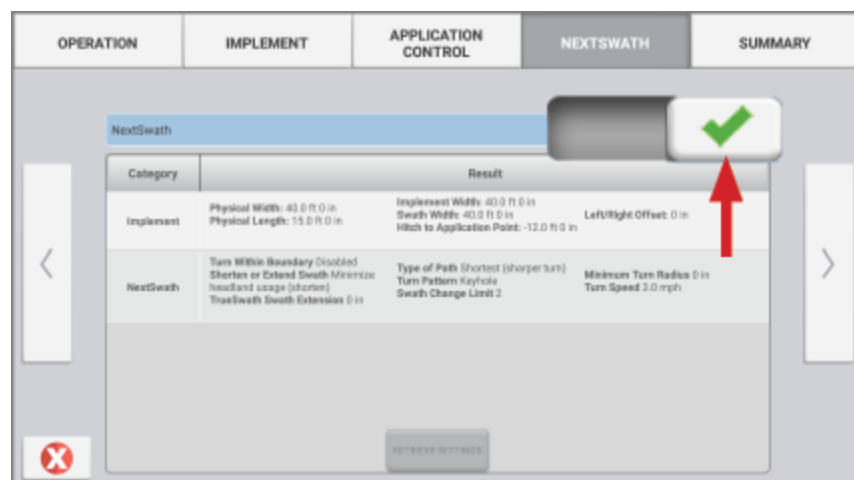 OPERATION
IMPLEMENT
APPLICATION
CONTROL
NEXTSWATH
SUMMARY
NextSwath
Category
Result
Implement
Physical Width: 40.0 ft 0 in
Physical Length: 15.0 ft 0 in
Implement Width: 40.0 ft 0 in
Swath Width: 40.0 ft 0 in
Hitch to Application Point: -12.0 ft 0 in
Left/Right Offset: 0 in
NextSwath
Turn Within Boundary Disabled
Shorten or Extend Swath Minimize
headland usage (shorten)
TrueSwath Swath Extension 0 in
Type of Path Shortest (sharper turn)
Turn Pattern Keyhole
Swath Change Limit 2
Minimum Turn Radius 0 in
Turn Speed 2.0 mph
RETRIEVE SETTINGS